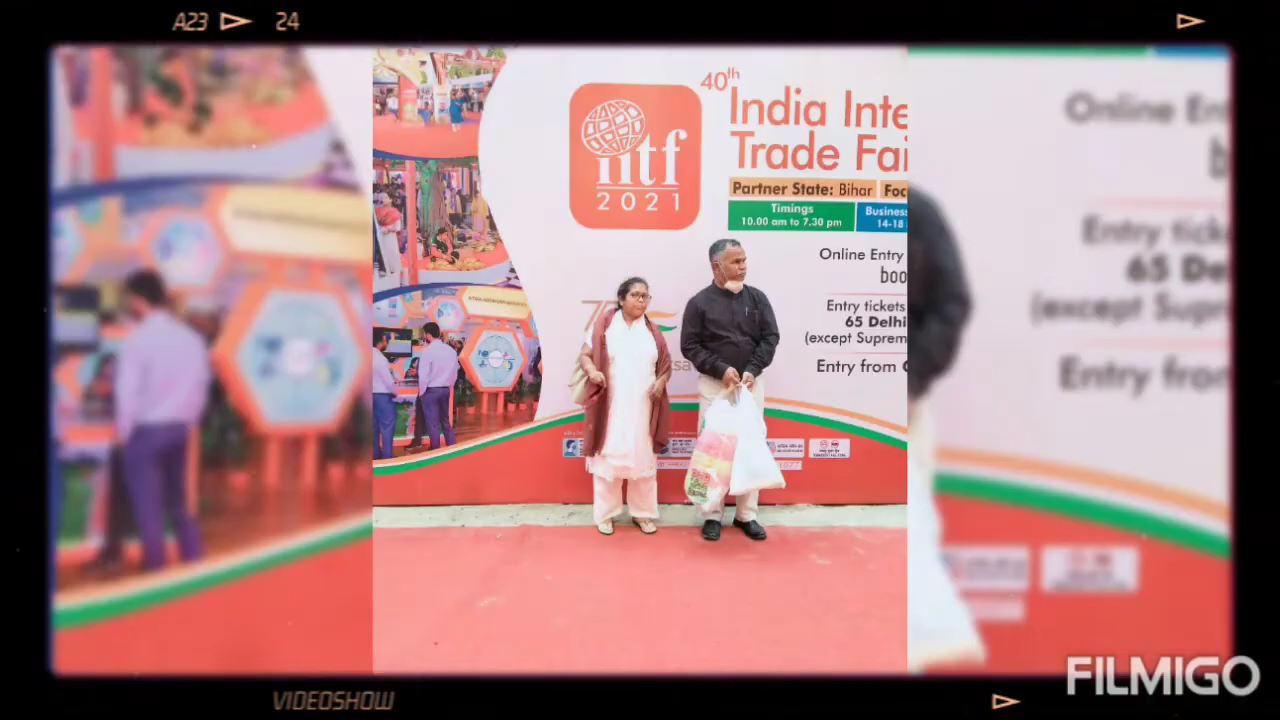 A23 24
40th
India Inte
Trade Fai
iitf
2021
Partner State: Bihar Foc
Timings
10.00 am to 7.30 pm
Business
14-18
Online Entry
boo
Entry tickets
65 Delhi
(except Suprem
Entry from
Online En
b
Entry tick
65 De
(except Supr
Entry from
VIDEOSHOW
FILMIGO